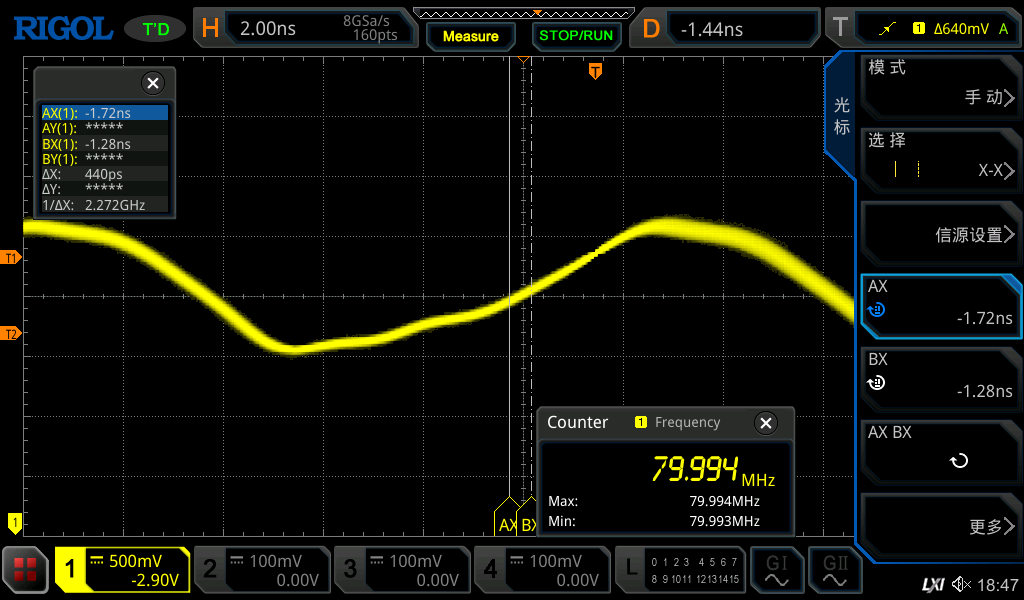 RIGOL T'D H 2.00ns 8GSa/s Measure STOP/RUN D -1.44ns T 1 Δ640mV A
160pts
T
AX(1): -1.72ns
AY(1): *****
BX(1): -1.28ns
BY(1): *****
ΔX: 440ps
ΔY: *****
1/ΔX: 2.272GHz
T1
T2
1
AX BX
Counter 1 Frequency
79.994 MHz
Max: 79.994MHz
Min: 79.993MHz
光标
模式
手动
选择
X-X
信源设置
AX
-1.72ns
BX
-1.28ns
AX BX
更多
1 500mV 2 100mV 3 100mV 4 100mV L 0 1 2 3 4 5 6 7 GI GII
-2.90V 0.00V 0.00V 0.00V 8 9 10 11 12 13 14 15
LXI 18:47